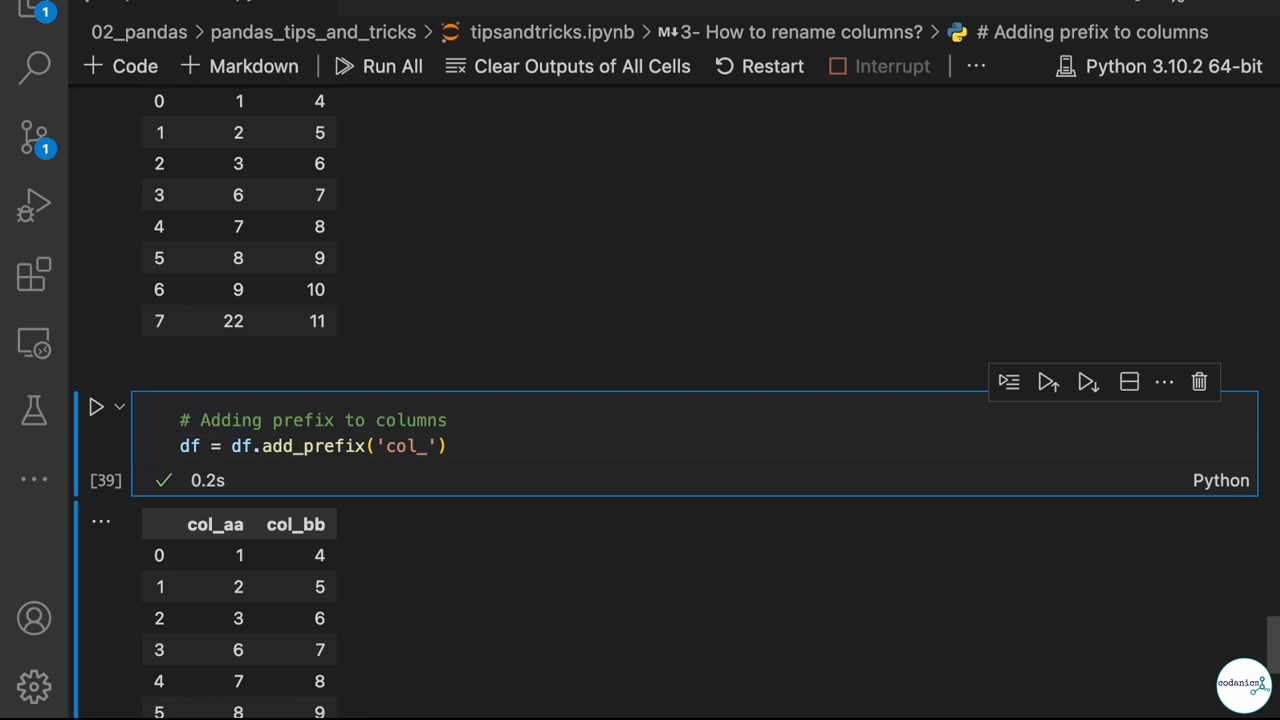 1
02_pandas > pandas_tips_and_tricks > tipsandtricks.ipynb > M↓3- How to rename columns? > # Adding prefix to columns
+ Code + Markdown Run All Clear Outputs of All Cells Restart Interrupt ... Python 3.10.2 64-bit
0 1 4
1
1 2 5
2 3 6
3 6 7
4 7 8
5 8 9
6 9 10
7 22 11
# Adding prefix to columns
df = df.add_prefix('col_')
[39] 0.2s Python
col_aa col_bb
0 1 4
1 2 5
2 3 6
3 6 7
4 7 8
5 8 9
codanics